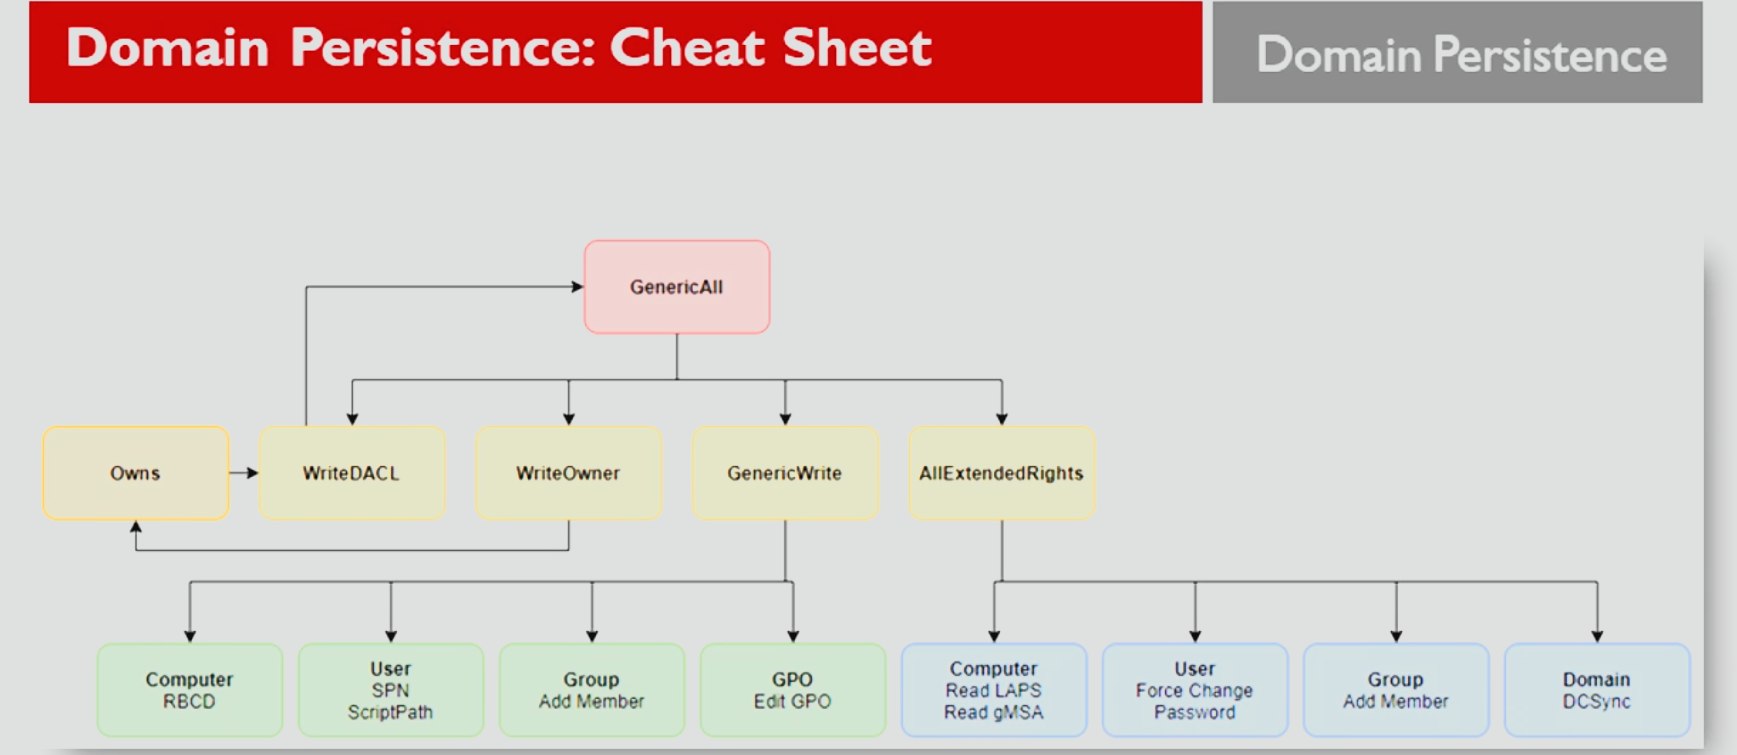 Domain Persistence: Cheat Sheet
Domain Persistence
GenericAll
Owns
WriteDACL
WriteOwner
GenericWrite
AllExtendedRights
Computer
RBCD
User
SPN
ScriptPath
Group
Add Member
GPO
Edit GPO
Computer
Read LAPS
Read gMSA
User
Force Change
Password
Group
Add Member
Domain
DCSync